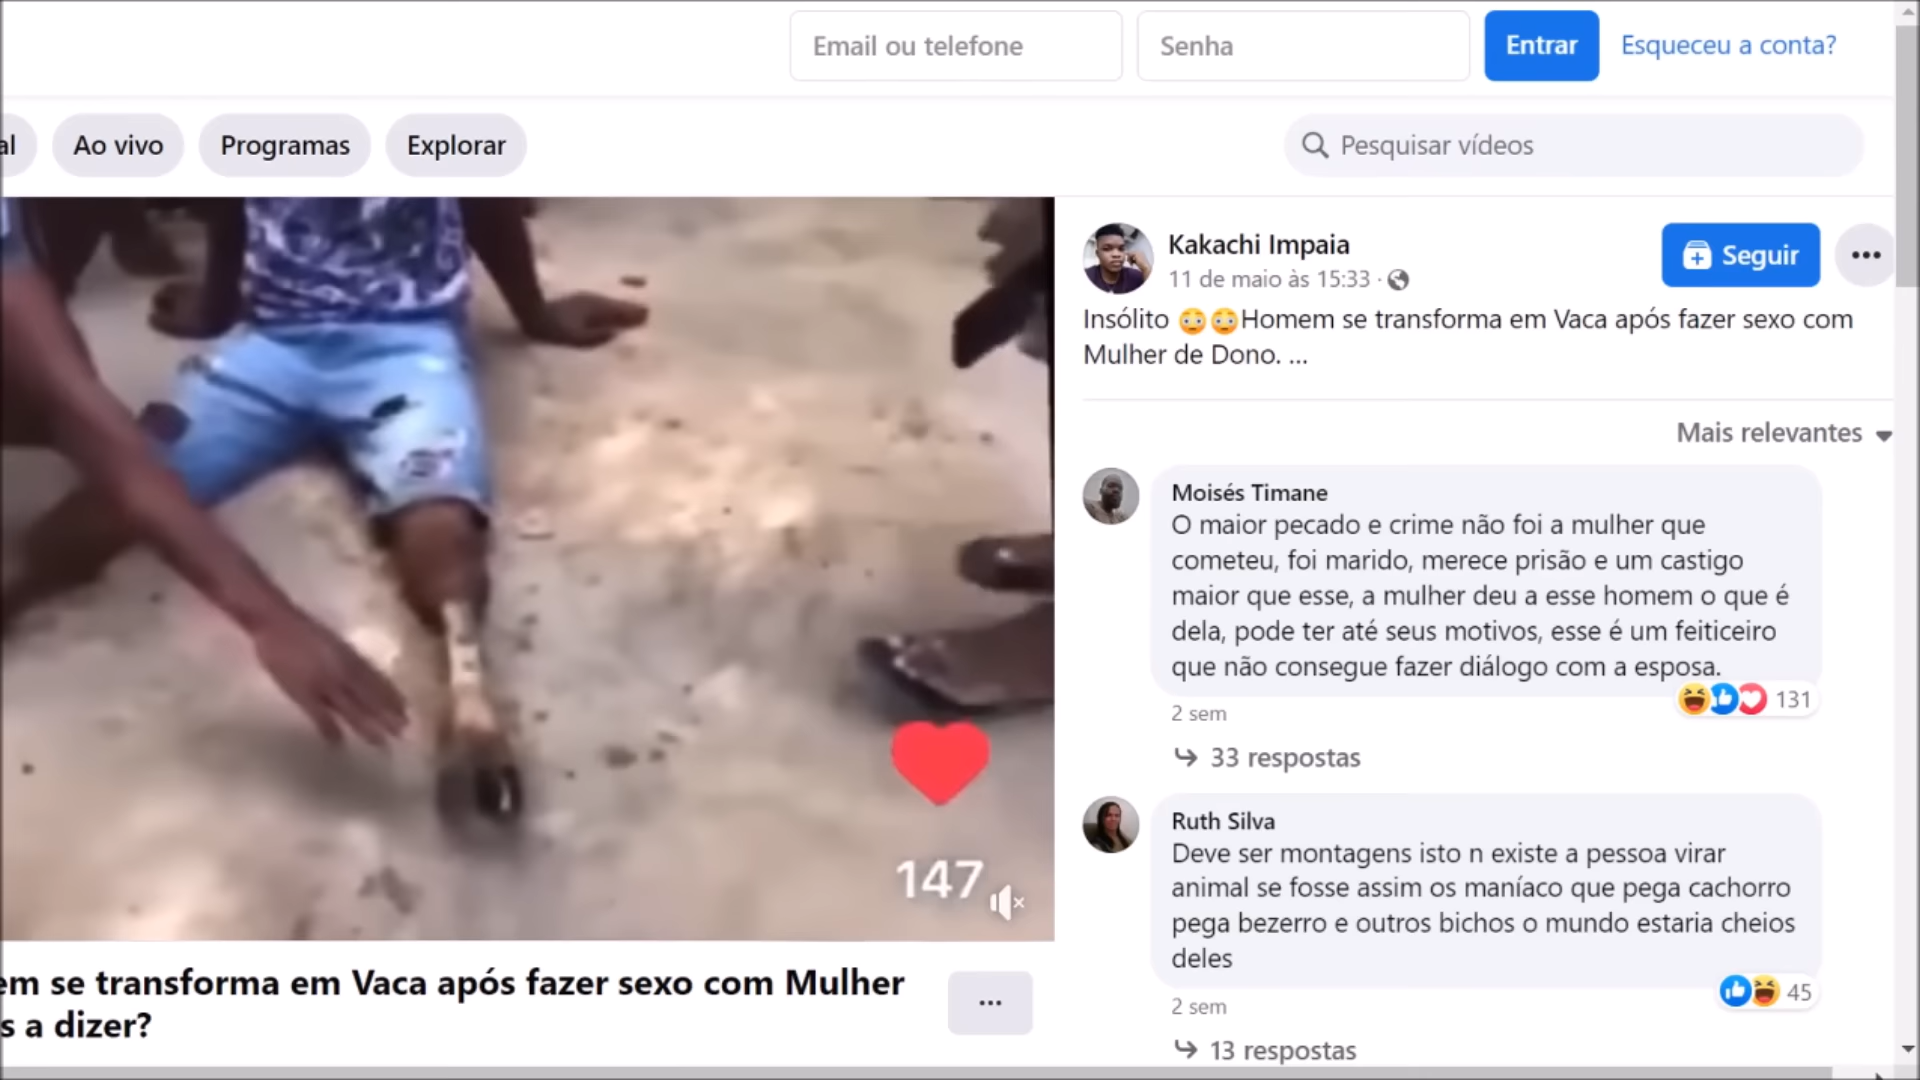 Email ou telefone
Senha
Entrar
Esqueceu a conta?
al
Ao vivo
Programas
Explorar
Pesquisar vídeos
Kakachi Impaia
11 de maio às 15:33 ·
Seguir
Insólito 😳😳Homem se transforma em Vaca após fazer sexo com
Mulher de Dono. ...
Mais relevantes
Moisés Timane
O maior pecado e crime não foi a mulher que
cometeu, foi marido, merece prisão e um castigo
maior que esse, a mulher deu a esse homem o que é
dela, pode ter até seus motivos, esse é um feiticeiro
que não consegue fazer diálogo com a esposa.
131
2 sem
33 respostas
Ruth Silva
Deve ser montagens isto n existe a pessoa virar
animal se fosse assim os maníaco que pega cachorro
pega bezerro e outros bichos o mundo estaria cheios
deles
45
2 sem
13 respostas
147
em se transforma em Vaca após fazer sexo com Mulher
s a dizer?